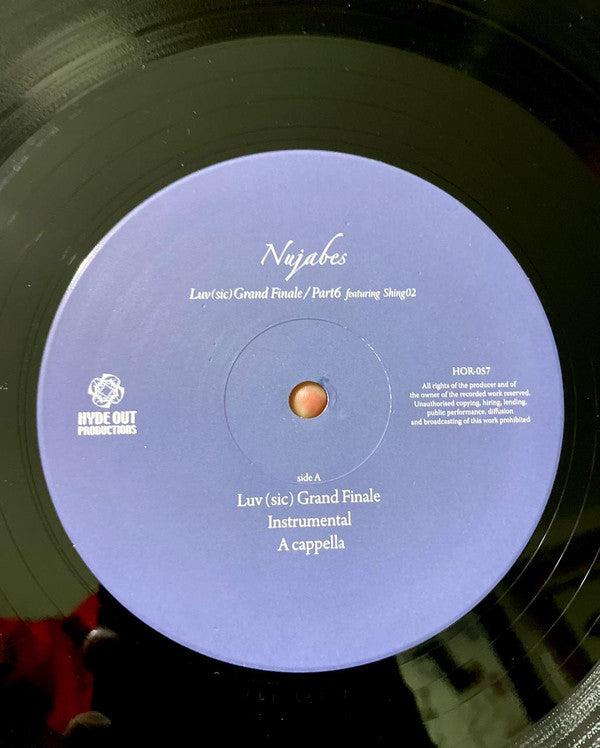 Nujabes
Luv(sic)Grand Finale/Part6 featuring Shing02
HYDE OUT
PRODUCTIONS
HOR-057
All rights of the producer and of
the owner of the recorded work reserved.
Unauthorised copying, hiring, lending,
public performance, diffusion
and broadcasting of this work prohibited
side A
Luv (sic) Grand Finale
Instrumental
A cappella